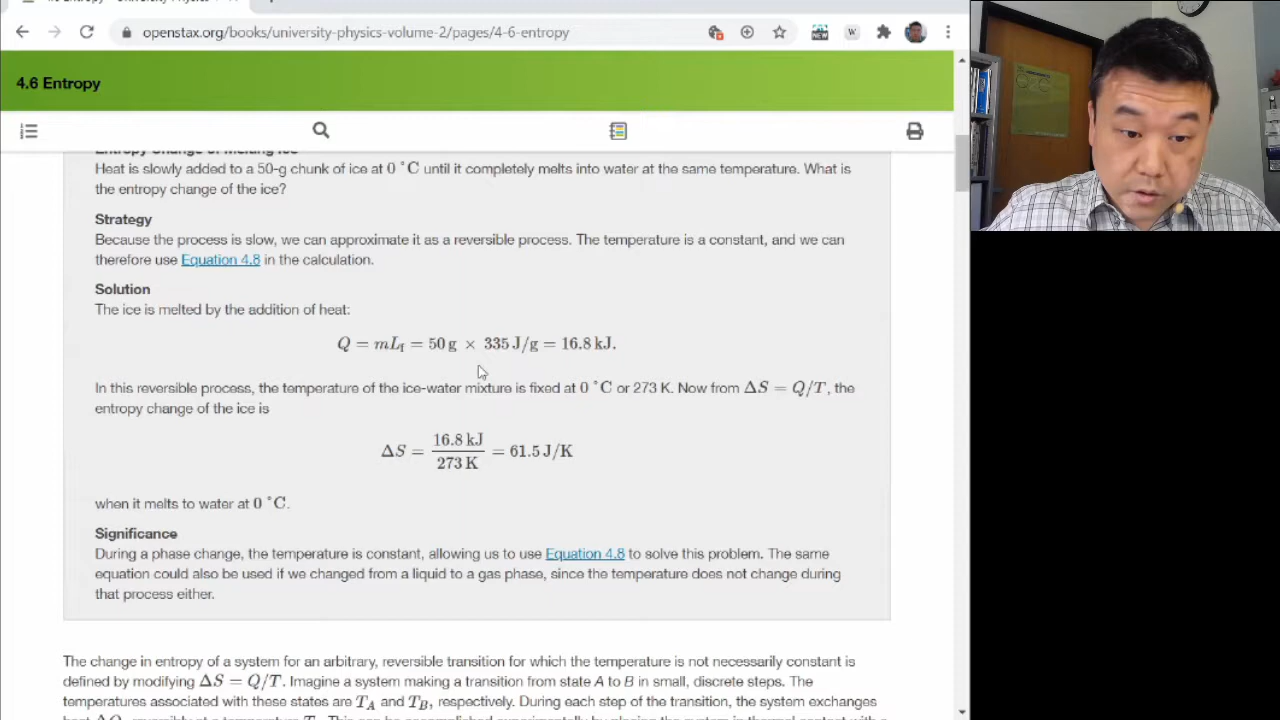 openstax.org/books/university-physics-volume-2/pages/4-6-entropy
NEW
W
4.6 Entropy
Entropy Change of Melting Ice
Heat is slowly added to a 50-g chunk of ice at 0 °C until it completely melts into water at the same temperature. What is
the entropy change of the ice?
Strategy
Because the process is slow, we can approximate it as a reversible process. The temperature is a constant, and we can
therefore use Equation 4.8 in the calculation.
Solution
The ice is melted by the addition of heat:
Q = mLf = 50 g × 335 J/g = 16.8 kJ.
In this reversible process, the temperature of the ice-water mixture is fixed at 0 °C or 273 K. Now from ΔS = Q/T, the
entropy change of the ice is
ΔS = 16.8 kJ / 273 K = 61.5 J/K
when it melts to water at 0 °C.
Significance
During a phase change, the temperature is constant, allowing us to use Equation 4.8 to solve this problem. The same
equation could also be used if we changed from a liquid to a gas phase, since the temperature does not change during
that process either.
The change in entropy of a system for an arbitrary, reversible transition for which the temperature is not necessarily constant is
defined by modifying ΔS = Q/T. Imagine a system making a transition from state A to B in small, discrete steps. The
temperatures associated with these states are TA and TB, respectively. During each step of the transition, the system exchanges